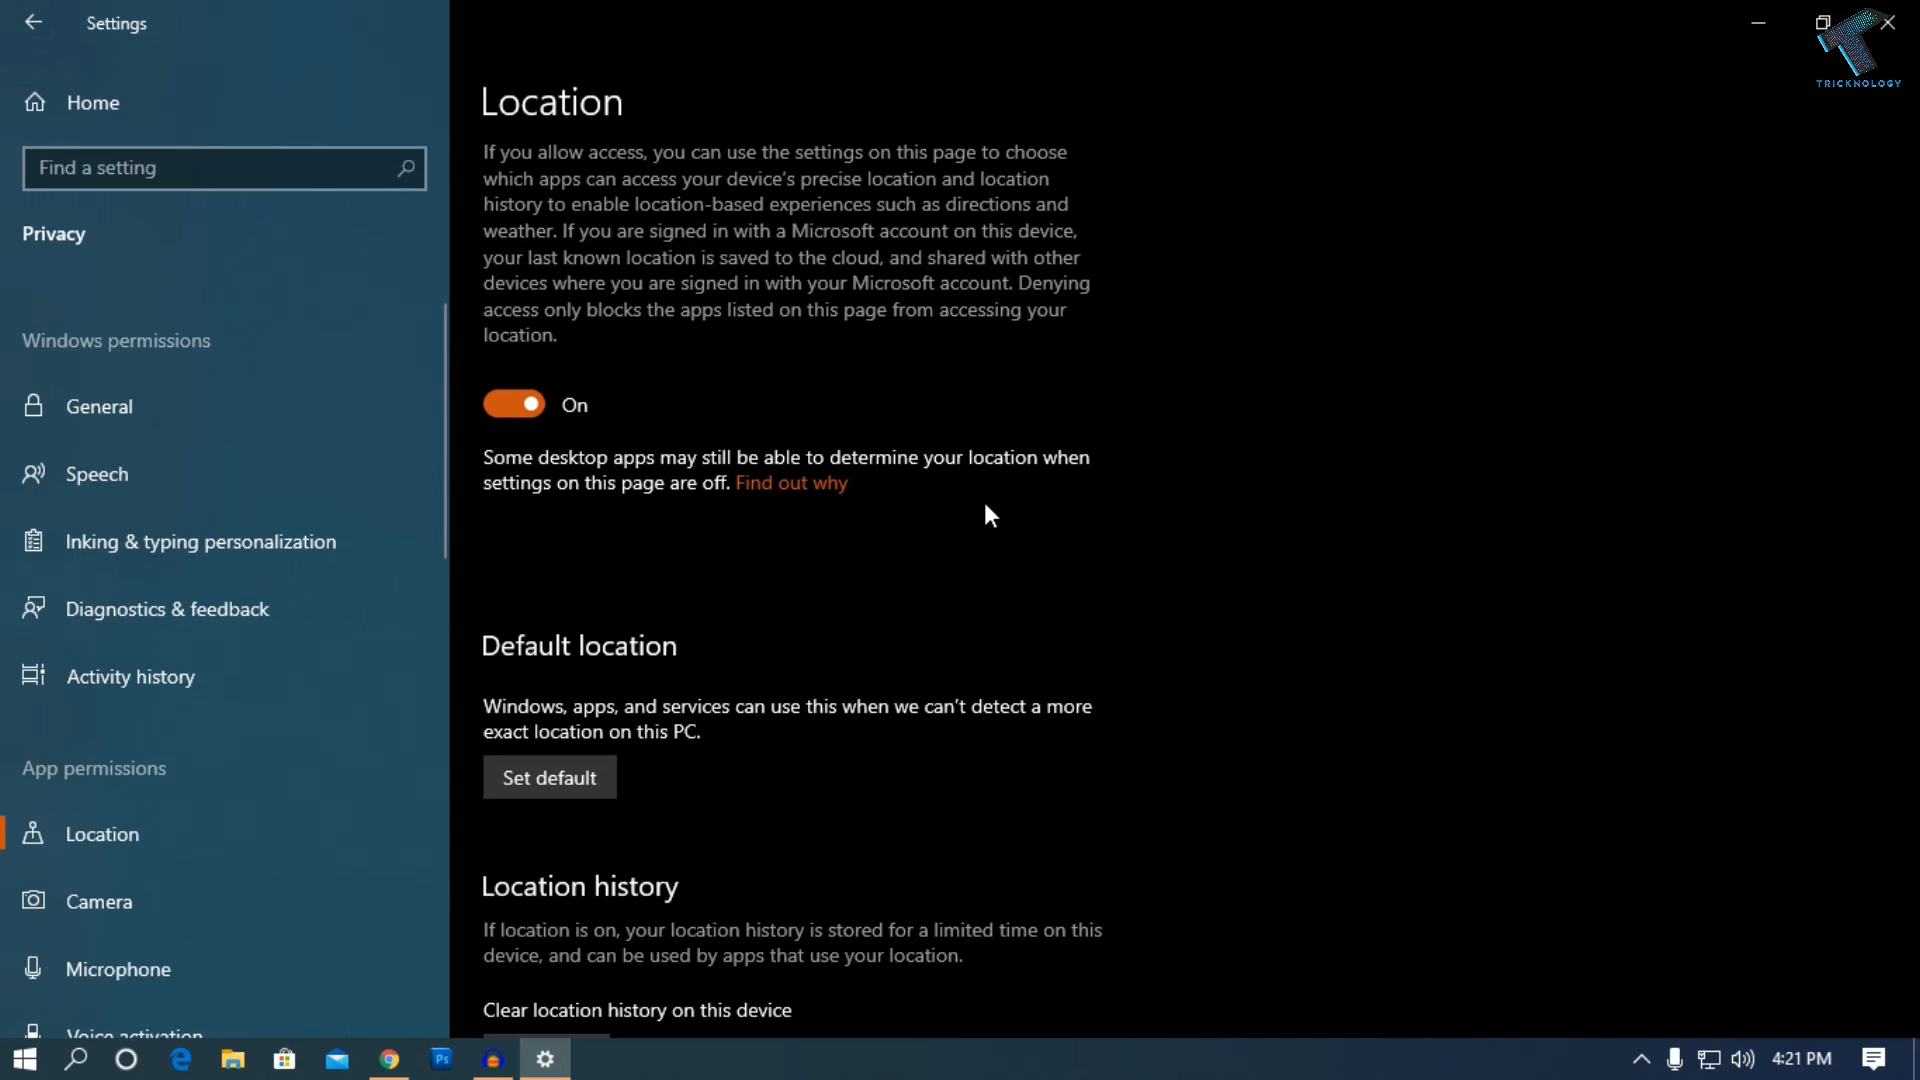 Settings
TRICKNOLOGY
Home
Find a setting
Privacy
Windows permissions
General
Speech
Inking & typing personalization
Diagnostics & feedback
Activity history
App permissions
Location
Camera
Microphone
Voice activation
Location
If you allow access, you can use the settings on this page to choose
which apps can access your device's precise location and location
history to enable location-based experiences such as directions and
weather. If you are signed in with a Microsoft account on this device,
your last known location is saved to the cloud, and shared with other
devices where you are signed in with your Microsoft account. Denying
access only blocks the apps listed on this page from accessing your
location.
On
Some desktop apps may still be able to determine your location when
settings on this page are off. Find out why
Default location
Windows, apps, and services can use this when we can't detect a more
exact location on this PC.
Set default
Location history
If location is on, your location history is stored for a limited time on this
device, and can be used by apps that use your location.
Clear location history on this device
Ps
4:21 PM